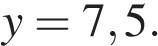 y = 7,5.